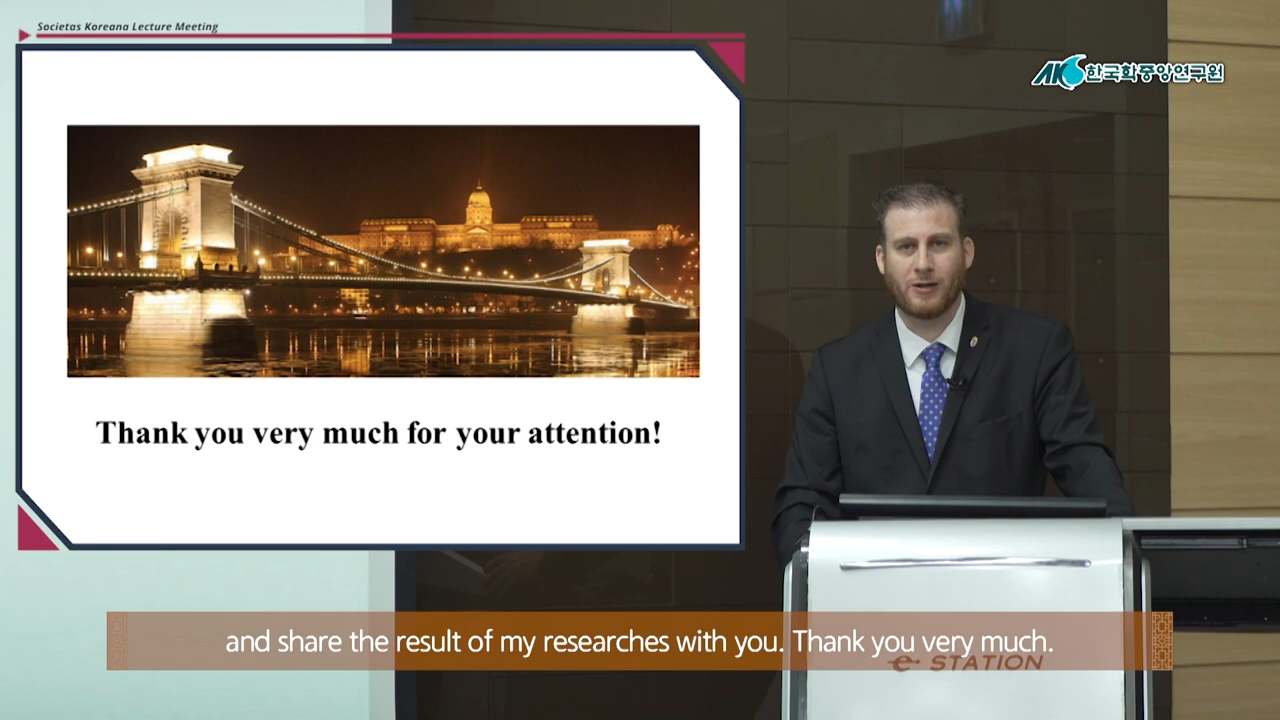 Societas Koreana Lecture Meeting
AK 한국학중앙연구원
Thank you very much for your attention!
and share the result of my researches with you. Thank you very much.
e-STATION